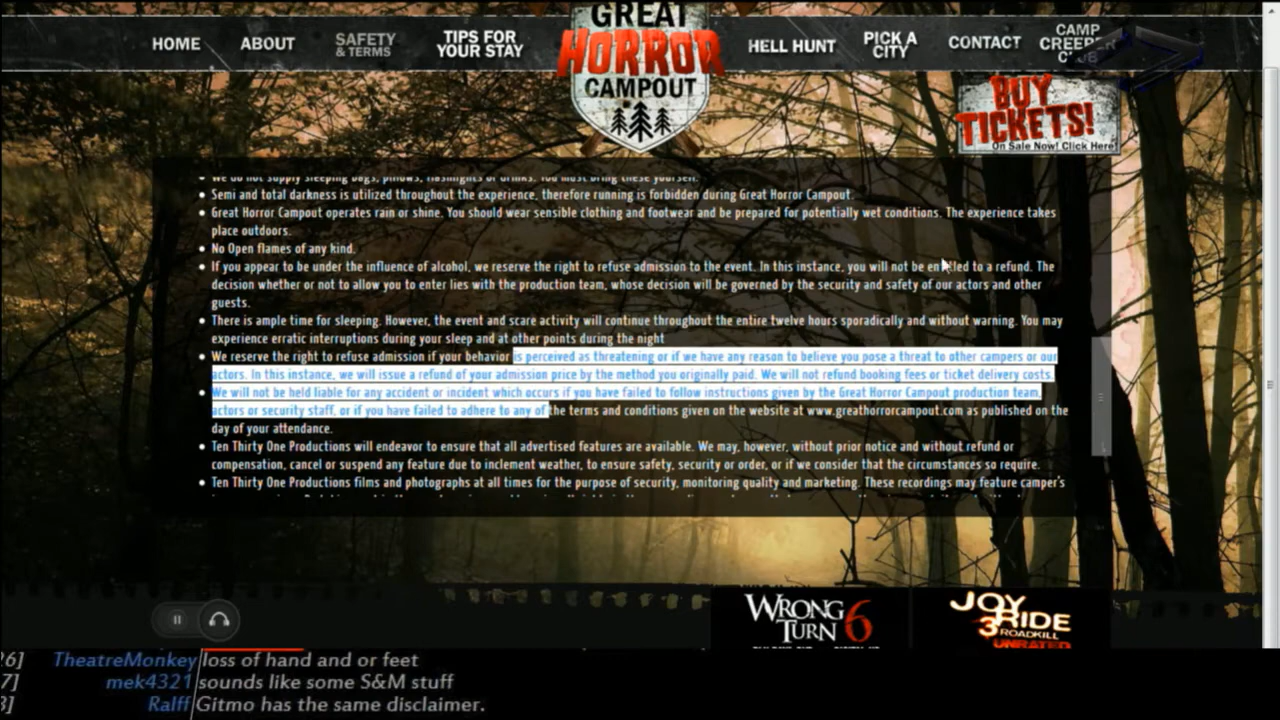 GREAT
HORROR
CAMPOUT
HOME
ABOUT
SAFETY
& TERMS
TIPS FOR
YOUR STAY
HELL HUNT
PICK A
CITY
CONTACT
CAMP
CREEPER
CLUB
BUY
TICKETS!
On Sale Now! Click Here!
We do not supply sleeping bags, pillows, flashlights or drinks. You must bring these yourself.
Semi and total darkness is utilized throughout the experience, therefore running is forbidden during Great Horror Campout.
Great Horror Campout operates rain or shine. You should wear sensible clothing and footwear and be prepared for potentially wet conditions. The experience takes
place outdoors.
No Open flames of any kind.
If you appear to be under the influence of alcohol, we reserve the right to refuse admission to the event. In this instance, you will not be entitled to a refund. The
decision whether or not to allow you to enter lies with the production team, whose decision will be governed by the security and safety of our actors and other
guests.
There is ample time for sleeping. However, the event and scare activity will continue throughout the entire twelve hours sporadically and without warning. You may
experience erratic interruptions during your sleep and at other points during the night
We reserve the right to refuse admission if your behavior is perceived as threatening or if we have any reason to believe you pose a threat to other campers or our
actors. In this instance, we will issue a refund of your admission price by the method you originally paid. We will not refund booking fees or ticket delivery costs.
We will not be held liable for any accident or incident which occurs if you have failed to follow instructions given by the Great Horror Campout production team,
actors or security staff, or if you have failed to adhere to any of the terms and conditions given on the website at www.greathorrorcampout.com as published on the
day of your attendance.
Ten Thirty One Productions will endeavor to ensure that all advertised features are available. We may, however, without prior notice and without refund or
compensation, cancel or suspend any feature due to inclement weather, to ensure safety, security or order, or if we consider that the circumstances so require.
Ten Thirty One Productions films and photographs at all times for the purpose of security, monitoring quality and marketing. These recordings may feature camper's
WRONG
TURN 6
JOY
RIDE
3 ROADKILL
UNRATED
26] TheatreMonkey loss of hand and or feet
7] mek4321 sounds like some S&M stuff
8] Ralff Gitmo has the same disclaimer.